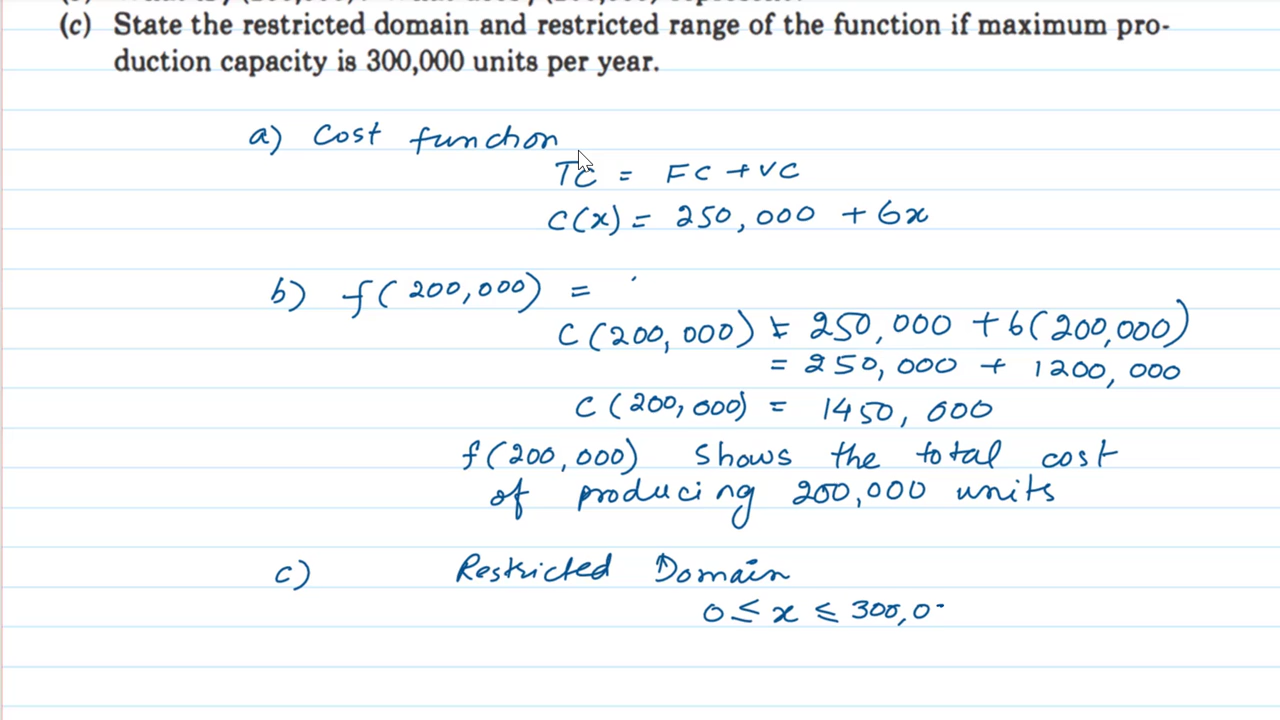 (c) State the restricted domain and restricted range of the function if maximum pro-
duction capacity is 300,000 units per year.
a) Cost function
TC = FC + VC
C(x) = 250,000 + 6x
b) f(200,000) =
C(200,000) = 250,000 + 6(200,000)
= 250,000 + 1200,000
C(200,000) = 1450,000
f(200,000) shows the total cost
of producing 200,000 units
c) Restricted Domain
0 ≤ x ≤ 300,0